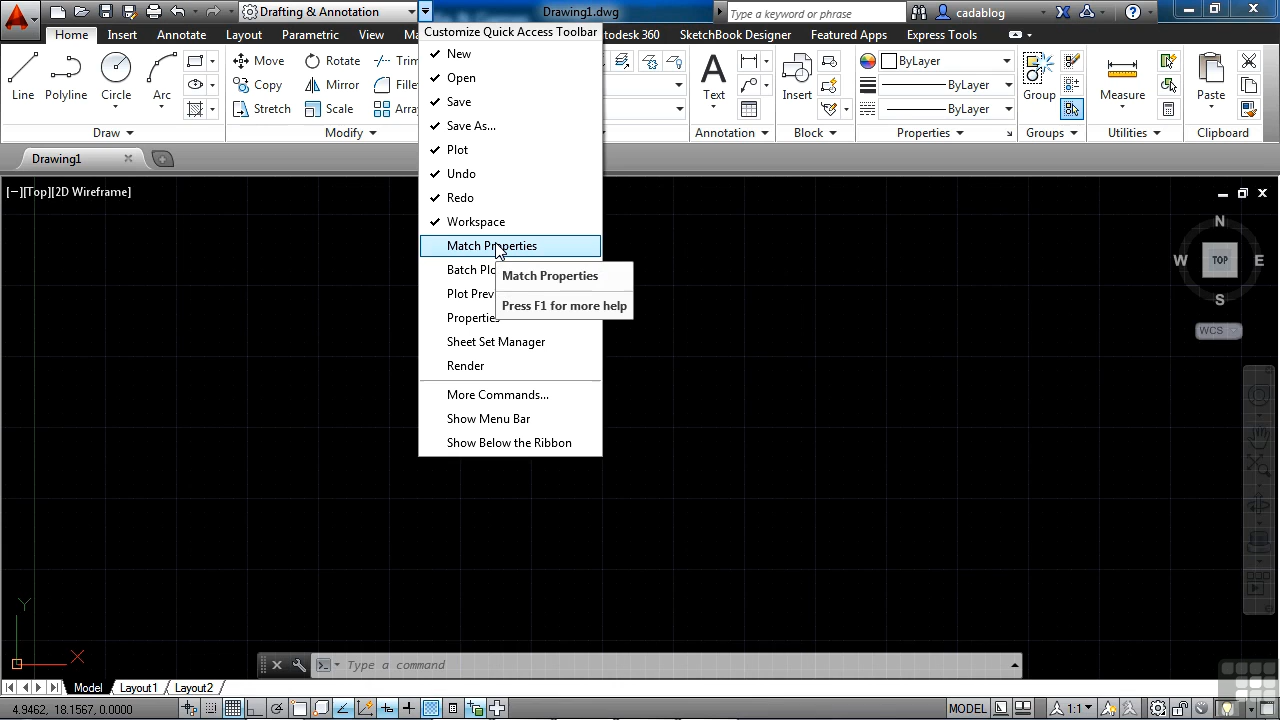 Drafting & Annotation
Drawing1.dwg
Type a keyword or phrase
cadablog
Home
Insert
Annotate
Layout
Parametric
View
Customize Quick Access Toolbar
SketchBook Designer
Featured Apps
Express Tools
Line
Polyline
Circle
Arc
Move
Rotate
Copy
Mirror
Stretch
Scale
Text
Insert
ByLayer
ByLayer
ByLayer
Group
Measure
Paste
Draw
Modify
Annotation
Block
Properties
Groups
Utilities
Clipboard
Drawing1
New
Open
Save
Save As...
Plot
Undo
Redo
Workspace
Match Properties
Match Properties
Press F1 for more help
Properties
Sheet Set Manager
Render
More Commands...
Show Menu Bar
Show Below the Ribbon
[−][Top][2D Wireframe]
N
W
TOP
E
S
WCS
Y
X
Type a command
Model
Layout1
Layout2
4.9462, 18.1567, 0.0000
MODEL
1:1